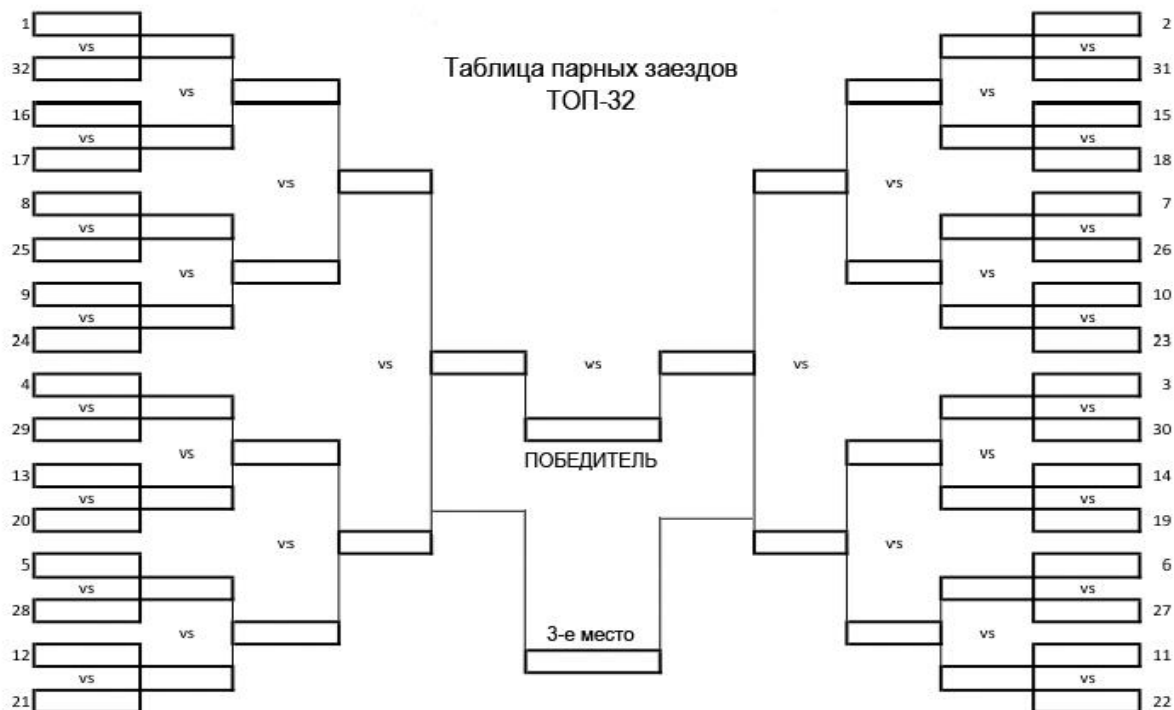 Таблица парных заездов
ТОП-32
1
vs
32
vs
16
vs
17
vs
8
vs
25
vs
9
vs
24
vs
4
vs
29
vs
13
vs
20
vs
5
vs
28
vs
12
vs
21
vs
ПОБЕДИТЕЛЬ
3-е место
2
vs
31
vs
15
vs
18
vs
7
vs
26
vs
10
vs
23
vs
3
vs
30
vs
14
vs
19
vs
6
vs
27
vs
11
vs
22